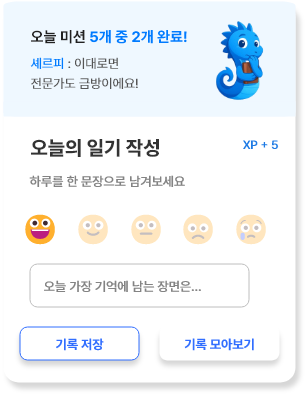 오늘 미션 5개 중 2개 완료!
셰르피 : 이대로면
전문가도 금방이에요!
오늘의 일기 작성
XP + 5
하루를 한 문장으로 남겨보세요
오늘 가장 기억에 남는 장면은...
기록 저장
기록 모아보기